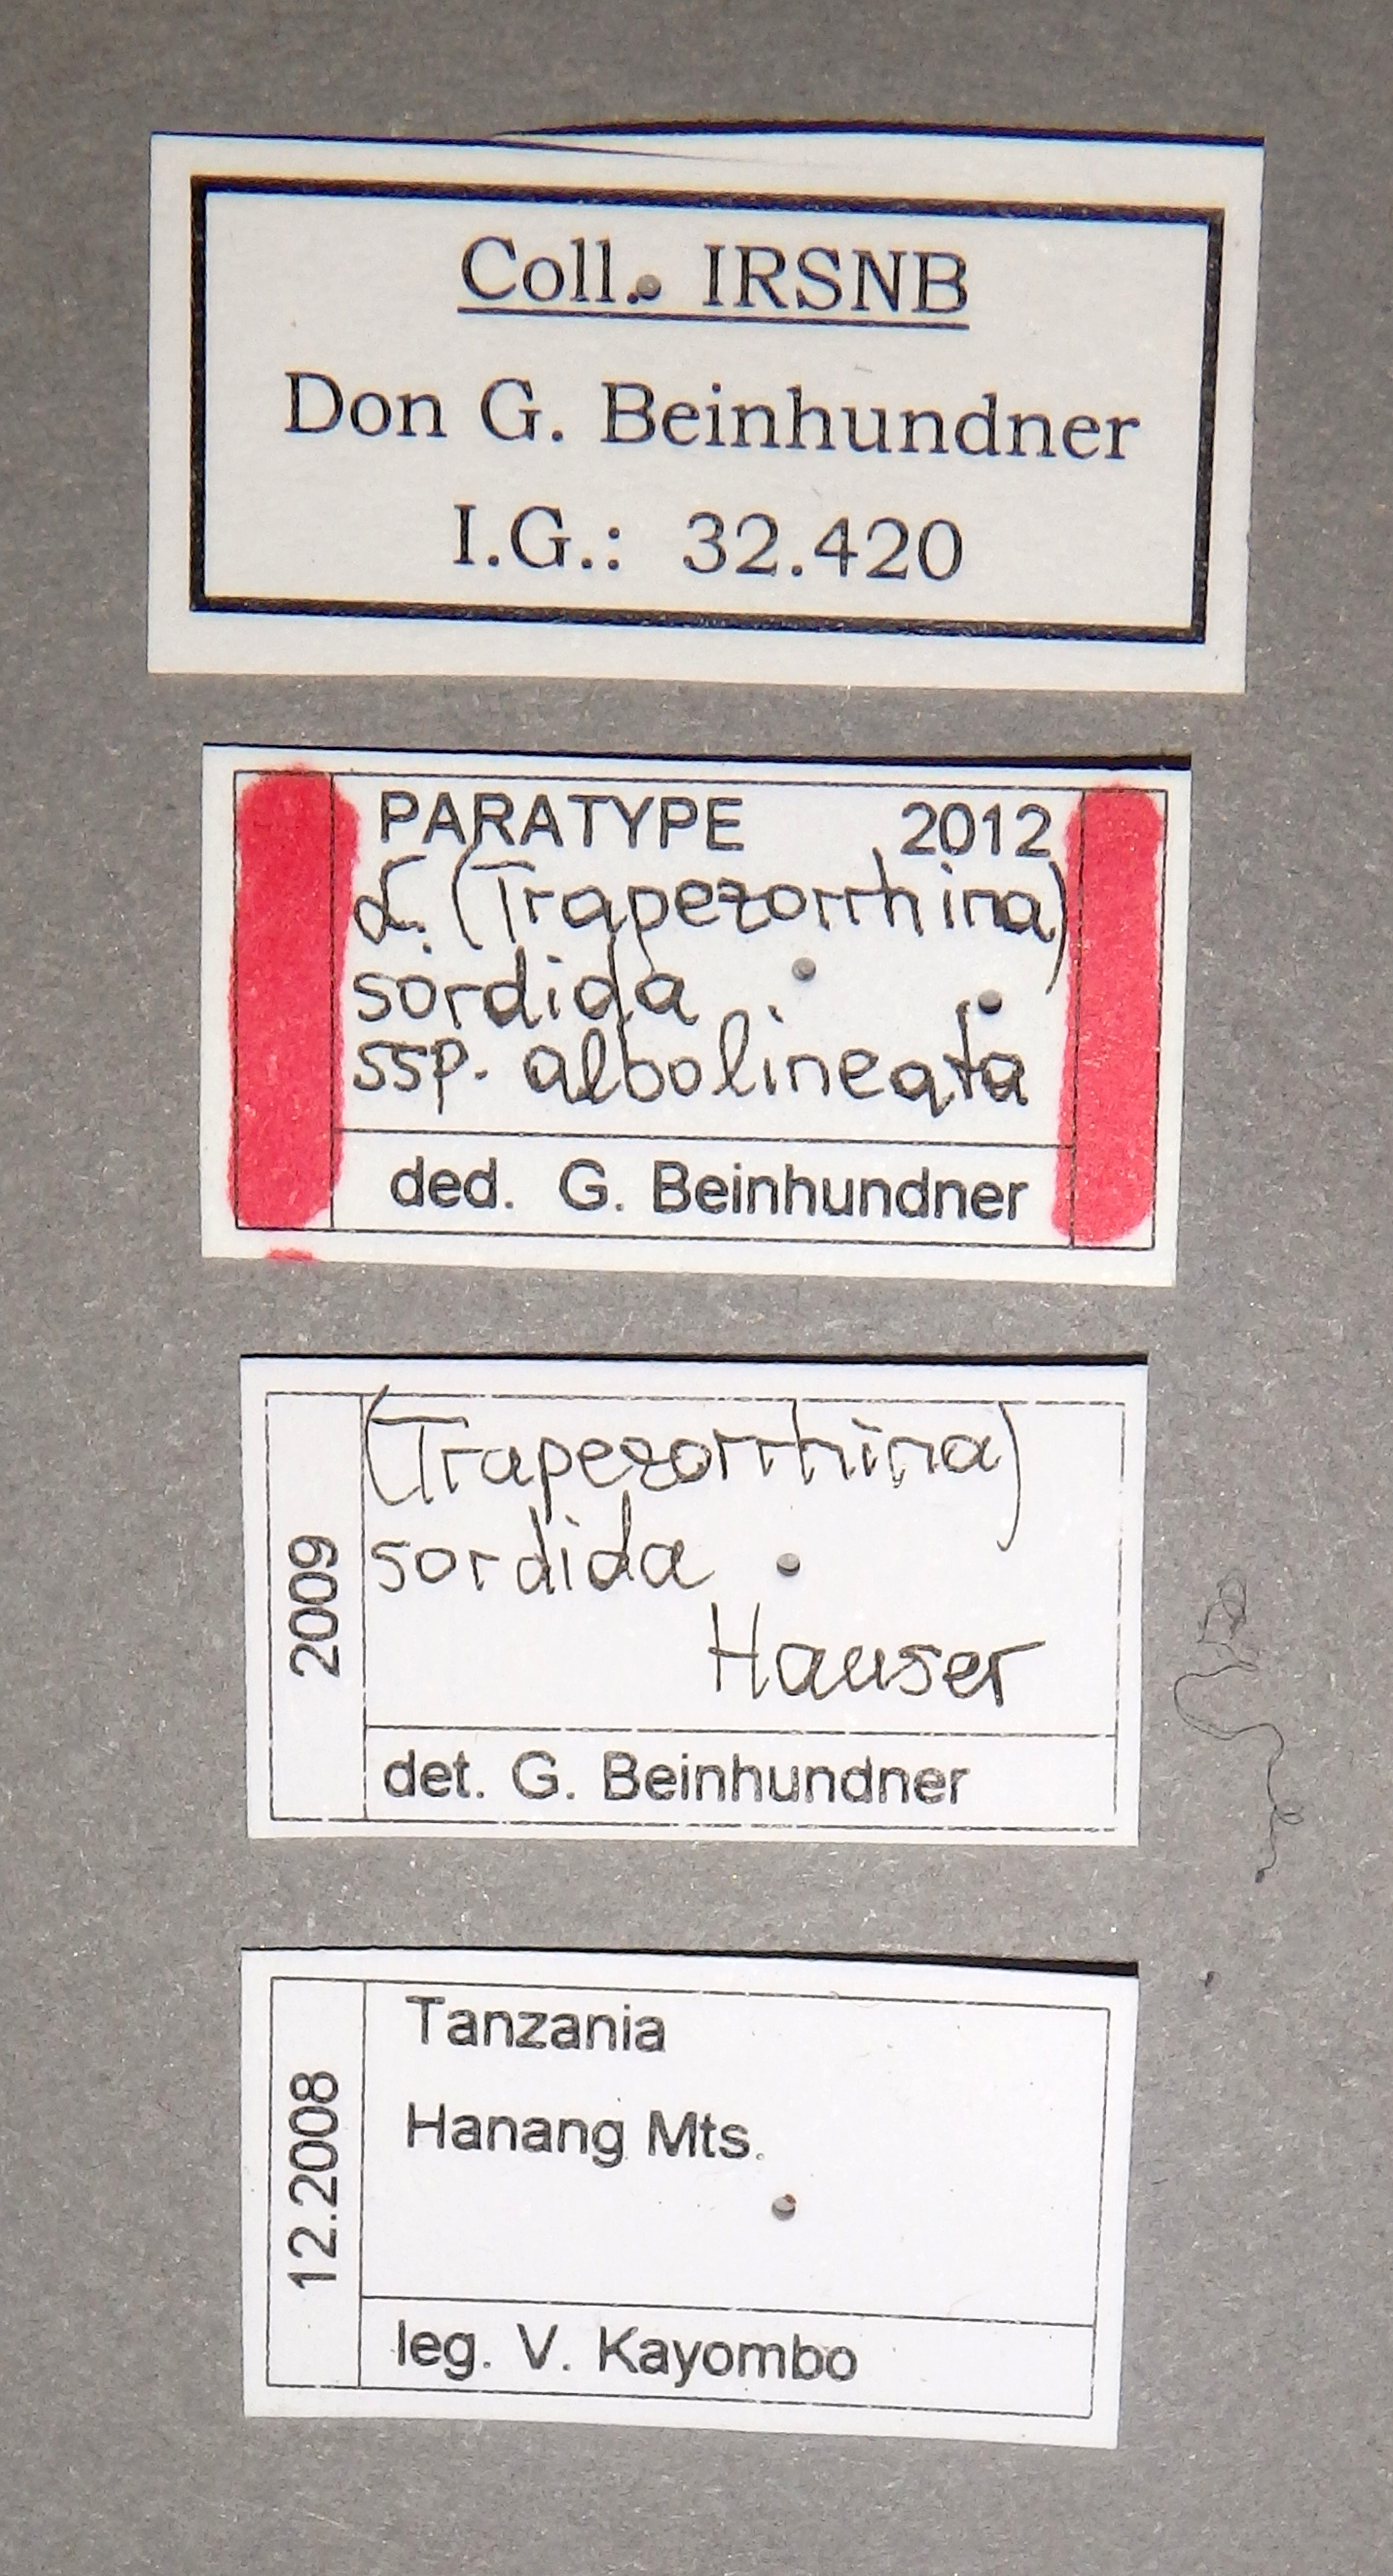 Coll. IRSNB
Don G. Beinhundner
I.G.: 32.420
PARATYPE 2012
(Trapezorrhina)
sordida
ssp. albolineata
ded. G. Beinhundner
2009
(Trapezorrhina)
sordida
Hauser
det. G. Beinhundner
12.2008
Tanzania
Hanang Mts.
leg. V. Kayombo